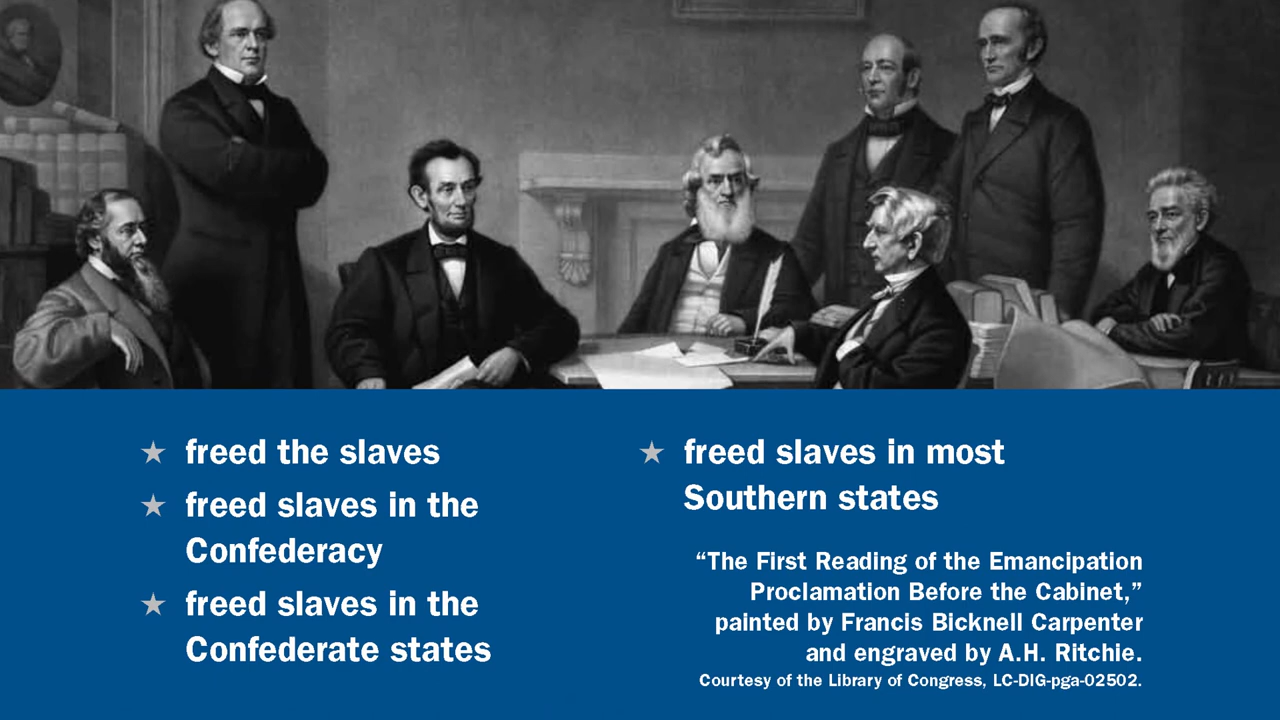 ★ freed the slaves
★ freed slaves in the
Confederacy
★ freed slaves in the
Confederate states
★ freed slaves in most
Southern states
“The First Reading of the Emancipation
Proclamation Before the Cabinet,”
painted by Francis Bicknell Carpenter
and engraved by A.H. Ritchie.
Courtesy of the Library of Congress, LC-DIG-pga-02502.